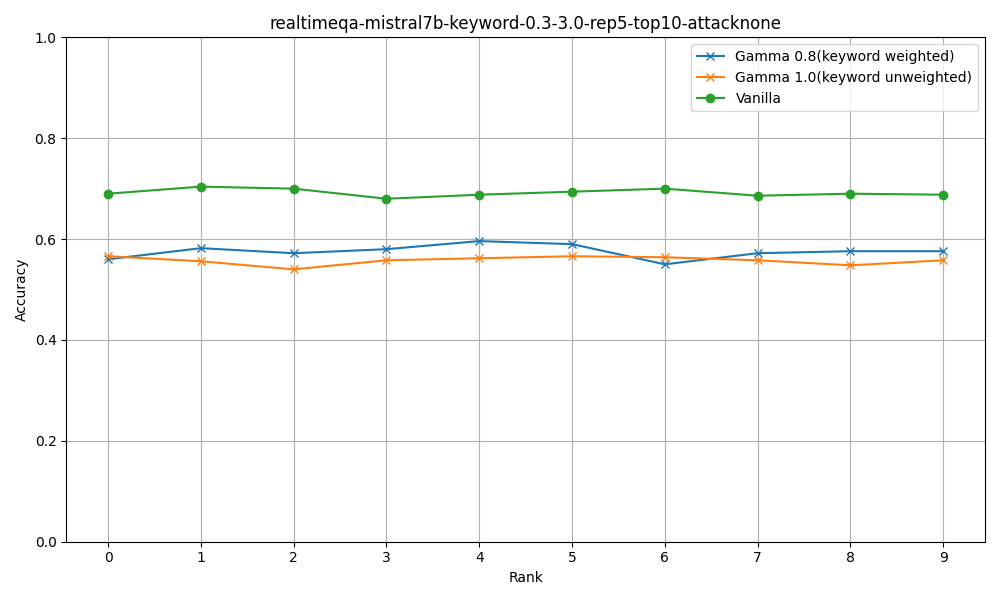 realtimeqa-mistral7b-keyword-0.3-3.0-rep5-top10-attacknone
Gamma 0.8(keyword weighted)
Gamma 1.0(keyword unweighted)
Vanilla
Accuracy
1.0
0.8
0.6
0.4
0.2
0.0
0 1 2 3 4 5 6 7 8 9
Rank